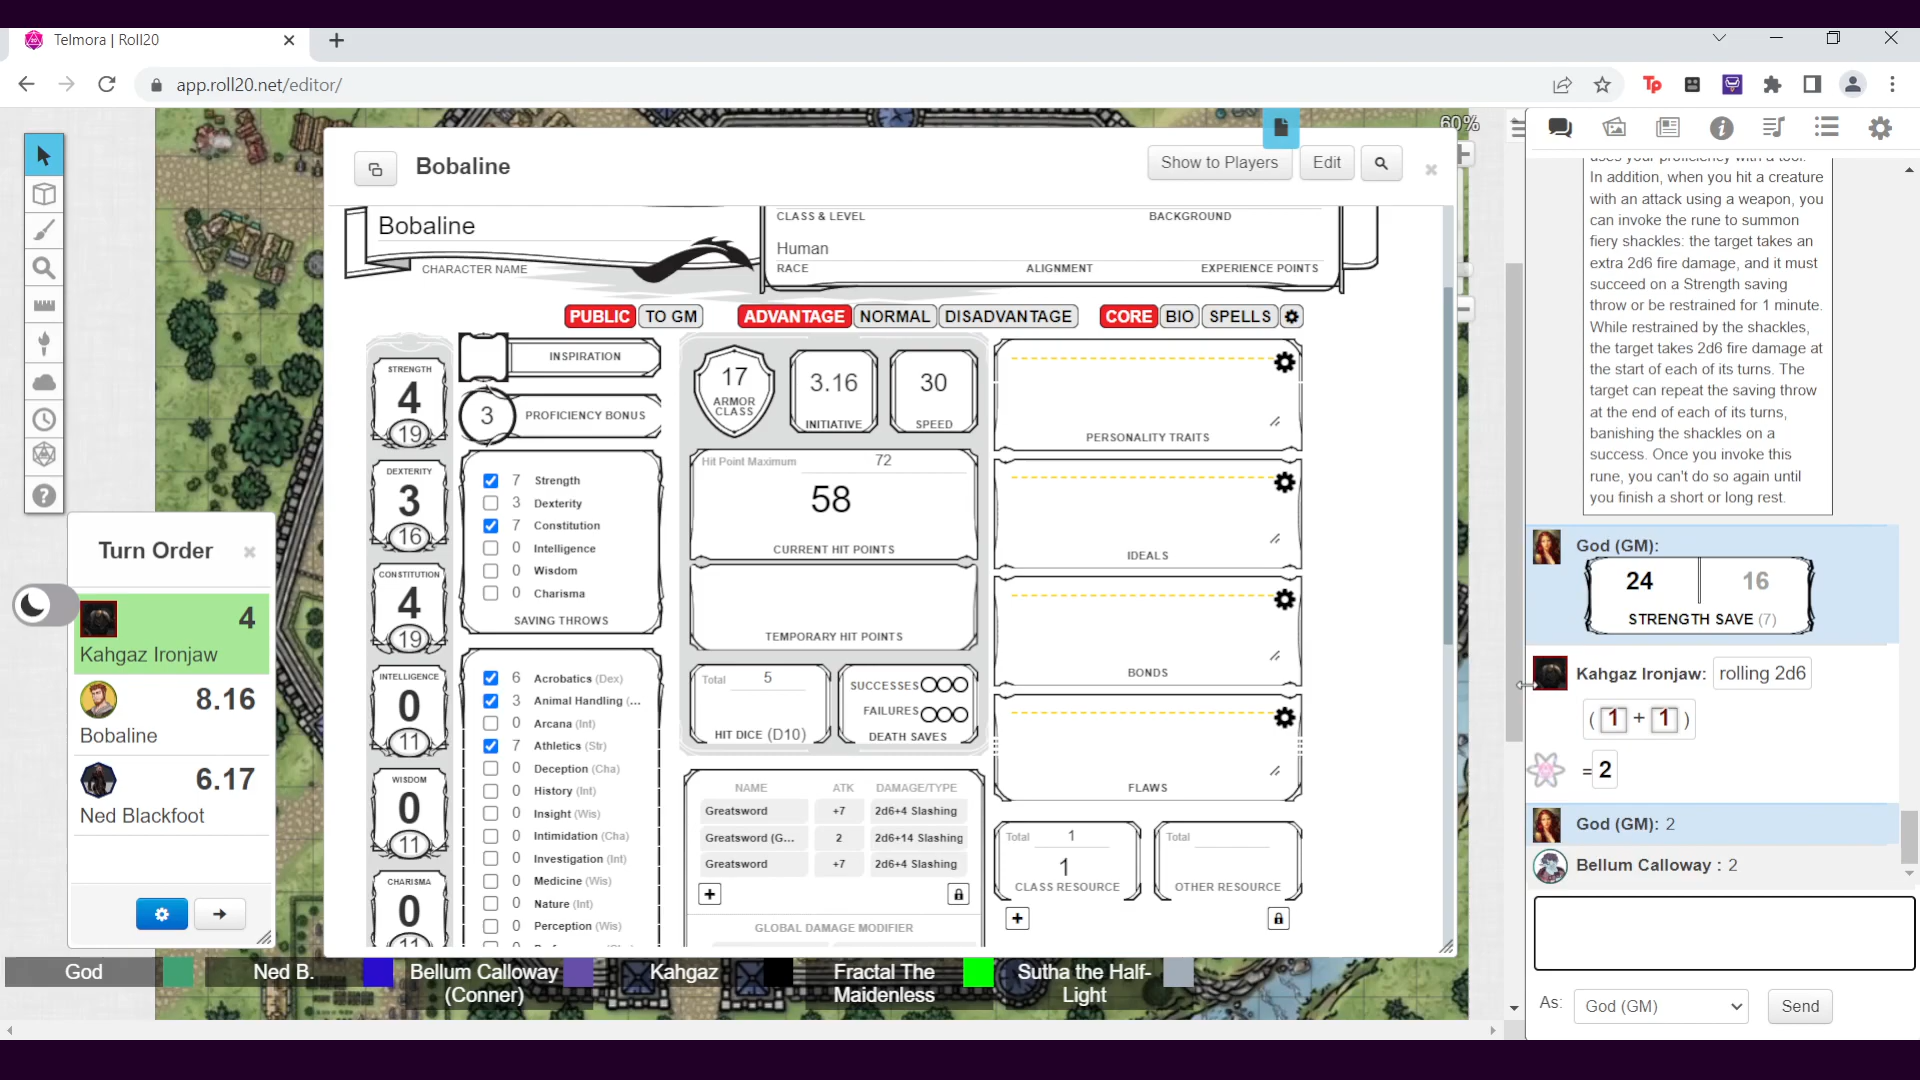 Telmora | Roll20
app.roll20.net/editor/
Tp
60%
Bobaline
Show to Players
Edit
Bobaline
CHARACTER NAME
CLASS & LEVEL
BACKGROUND
Human
RACE
ALIGNMENT
EXPERIENCE POINTS
PUBLIC
TO GM
ADVANTAGE
NORMAL
DISADVANTAGE
CORE
BIO
SPELLS
STRENGTH
4
19
DEXTERITY
3
16
CONSTITUTION
4
19
INTELLIGENCE
0
11
WISDOM
0
11
CHARISMA
0
11
INSPIRATION
3
PROFICIENCY BONUS
7 Strength
3 Dexterity
7 Constitution
0 Intelligence
0 Wisdom
0 Charisma
SAVING THROWS
6 Acrobatics (Dex)
3 Animal Handling (...
0 Arcana (Int)
7 Athletics (Str)
0 Deception (Cha)
0 History (Int)
0 Insight (Wis)
0 Intimidation (Cha)
0 Investigation (Int)
0 Medicine (Wis)
0 Nature (Int)
0 Perception (Wis)
17
ARMOR
CLASS
3.16
INITIATIVE
30
SPEED
Hit Point Maximum 72
58
CURRENT HIT POINTS
TEMPORARY HIT POINTS
Total 5
HIT DICE (D10)
SUCCESSES
FAILURES
DEATH SAVES
NAME ATK DAMAGE/TYPE
Greatsword +7 2d6+4 Slashing
Greatsword (G... 2 2d6+14 Slashing
Greatsword +7 2d6+4 Slashing
+
GLOBAL DAMAGE MODIFIER
PERSONALITY TRAITS
IDEALS
BONDS
FLAWS
Total 1
1
CLASS RESOURCE
Total
OTHER RESOURCE
+
Turn Order
4
Kahgaz Ironjaw
8.16
Bobaline
6.17
Ned Blackfoot
God
Ned B.
Bellum Calloway
(Conner)
Kahgaz
Fractal The
Maidenless
Sutha the Half-
Light
uses your proficiency with a tool.
In addition, when you hit a creature
with an attack using a weapon, you
can invoke the rune to summon
fiery shackles: the target takes an
extra 2d6 fire damage, and it must
succeed on a Strength saving
throw or be restrained for 1 minute.
While restrained by the shackles,
the target takes 2d6 fire damage at
the start of each of its turns. The
target can repeat the saving throw
at the end of each of its turns,
banishing the shackles on a
success. Once you invoke this
rune, you can't do so again until
you finish a short or long rest.
God (GM):
24 16
STRENGTH SAVE (7)
Kahgaz Ironjaw: rolling 2d6
( 1 + 1 )
= 2
God (GM): 2
Bellum Calloway : 2
As: God (GM)
Send